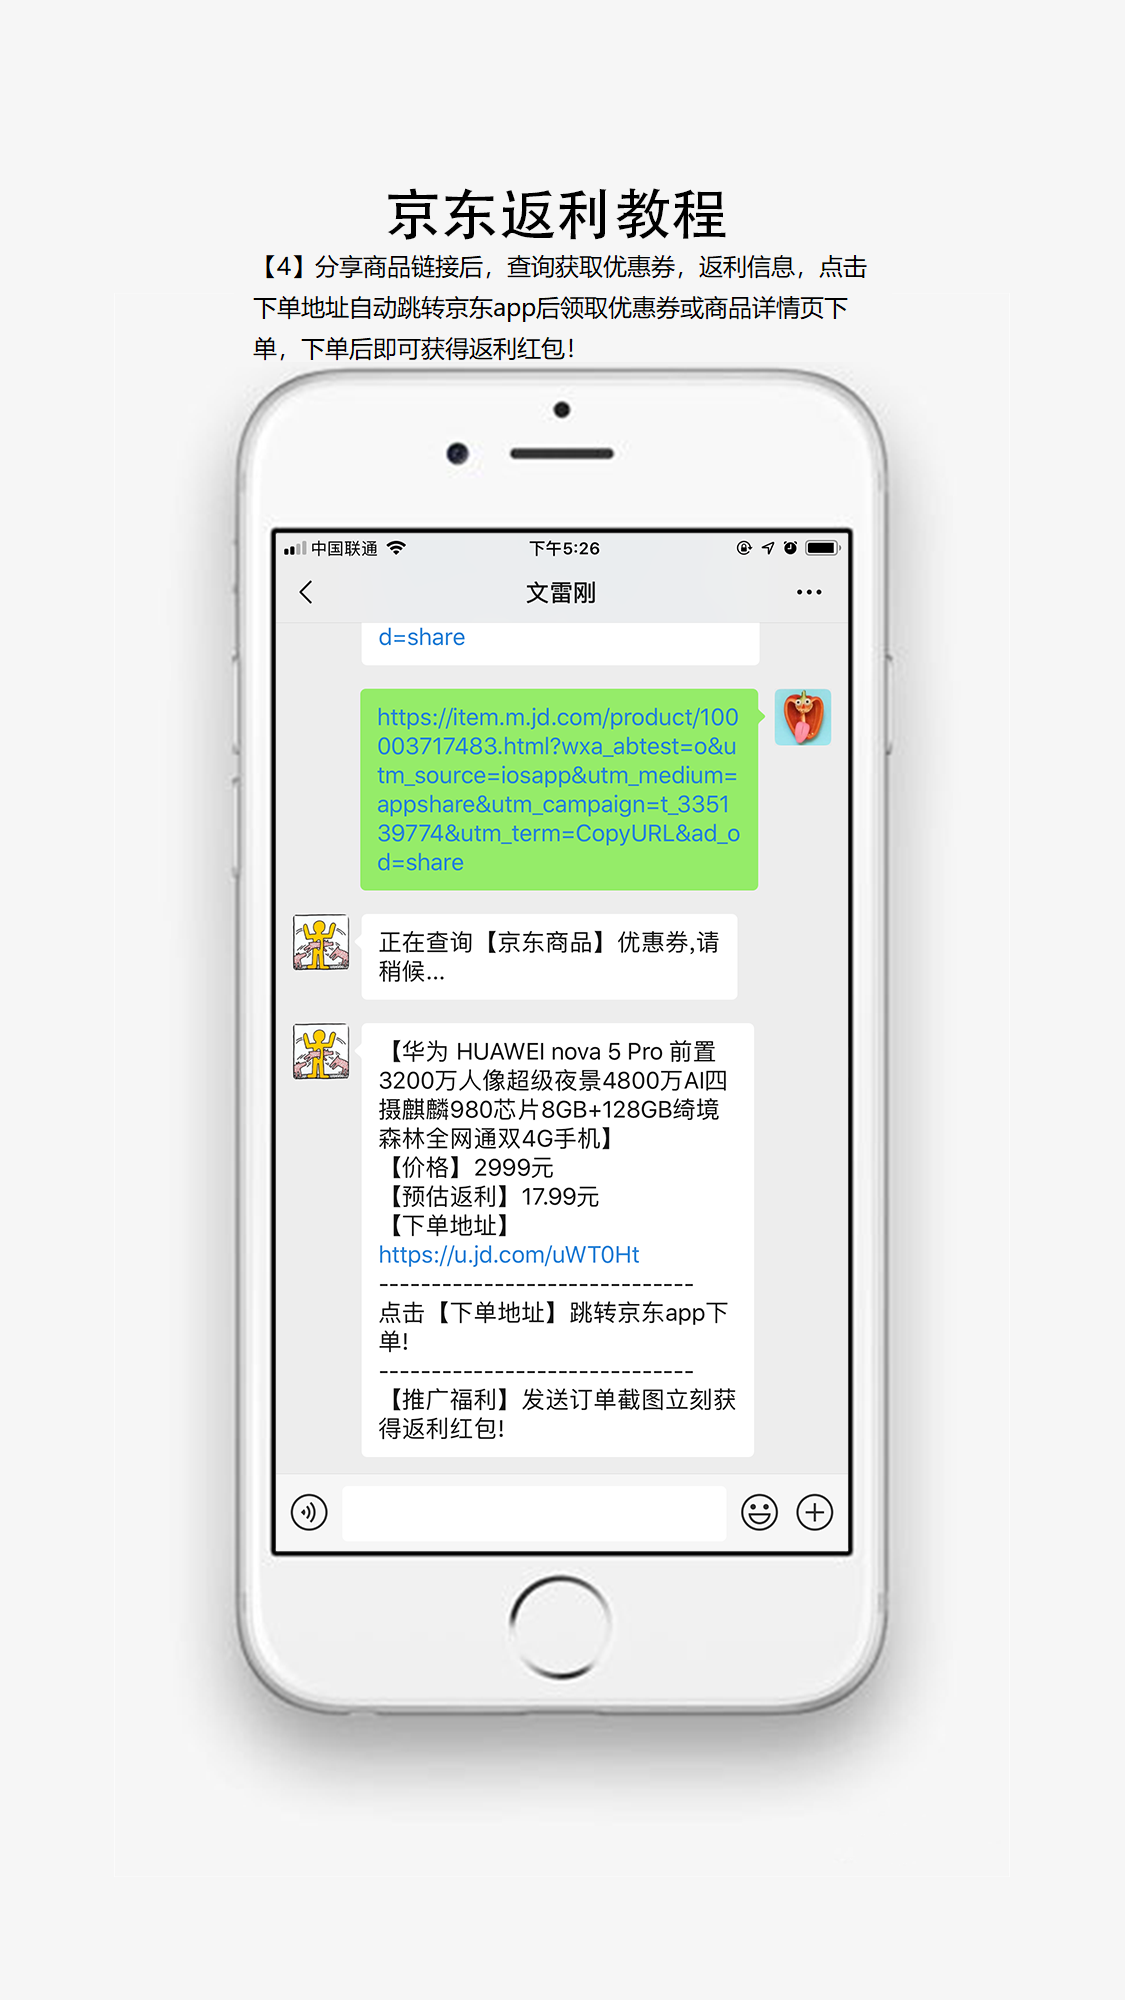 京东返利教程
【4】分享商品链接后，查询获取优惠券，返利信息，点击
下单地址自动跳转京东app后领取优惠券或商品详情页下
单，下单后即可获得返利红包！
中国联通
下午5:26
文雷刚
d=share
https://item.m.jd.com/product/100
003717483.html?wxa_abtest=o&u
tm_source=iosapp&utm_medium=
appshare&utm_campaign=t_3351
39774&utm_term=CopyURL&ad_o
d=share
正在查询【京东商品】优惠券,请
稍候...
【华为 HUAWEI nova 5 Pro 前置
3200万人像超级夜景4800万AI四
摄麒麟980芯片8GB+128GB绮境
森林全网通双4G手机】
【价格】2999元
【预估返利】17.99元
【下单地址】
https://u.jd.com/uWT0Ht
------------------------------
点击【下单地址】跳转京东app下
单!
------------------------------
【推广福利】发送订单截图立刻获
得返利红包!